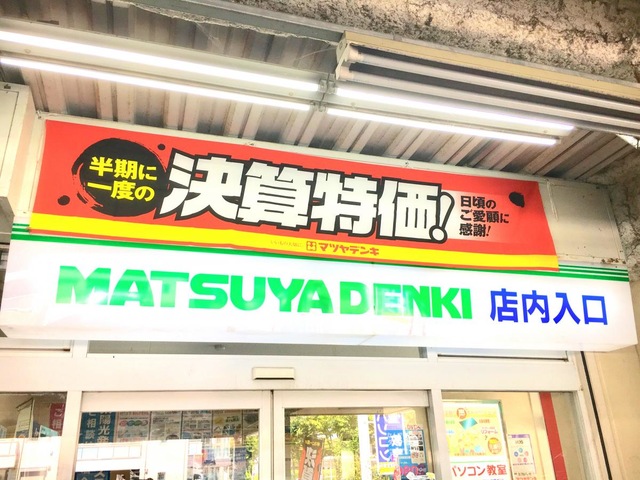 半期に
一度の
決算特価!
日頃の
ご愛顧に
感謝!
マツヤデンキ
MATSUYA DENKI 店内入口
パソコン教室